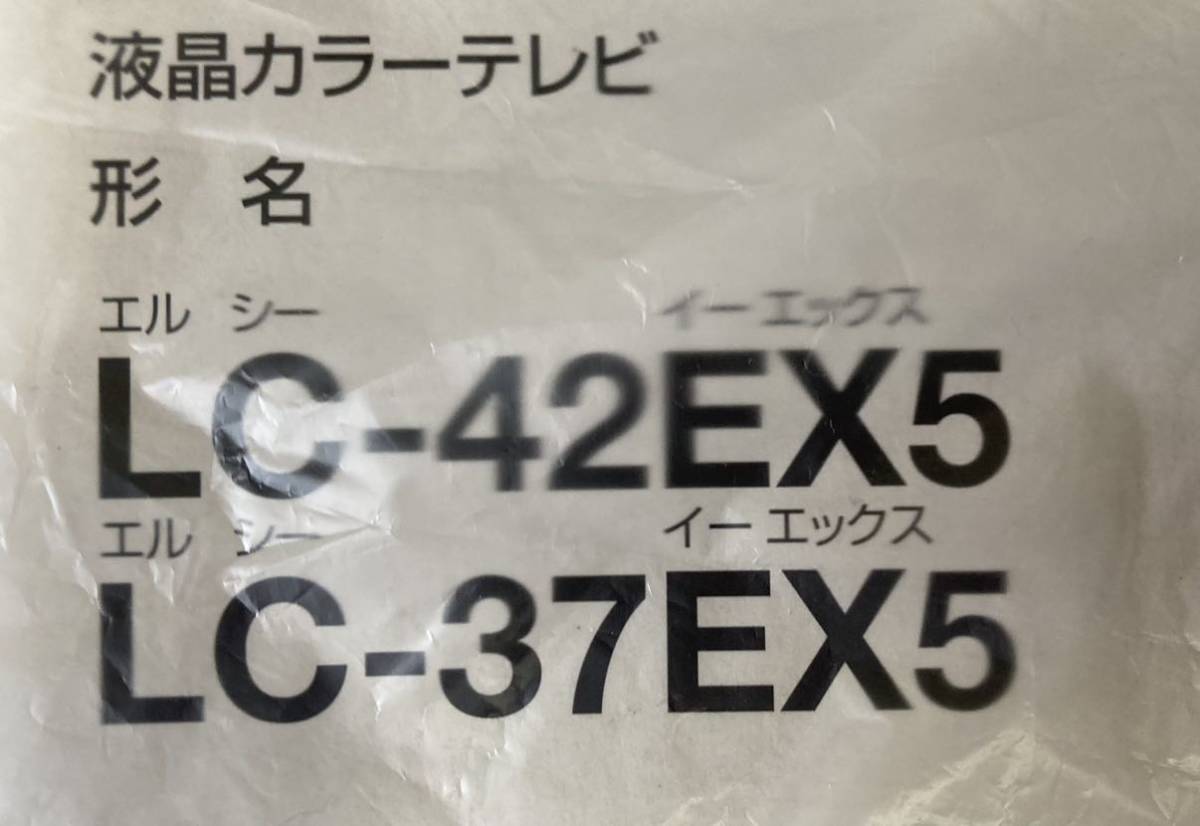 液晶カラーテレビ
形 名
エル シー イー エックス
LC-42EX5
エル シー イー エックス
LC-37EX5